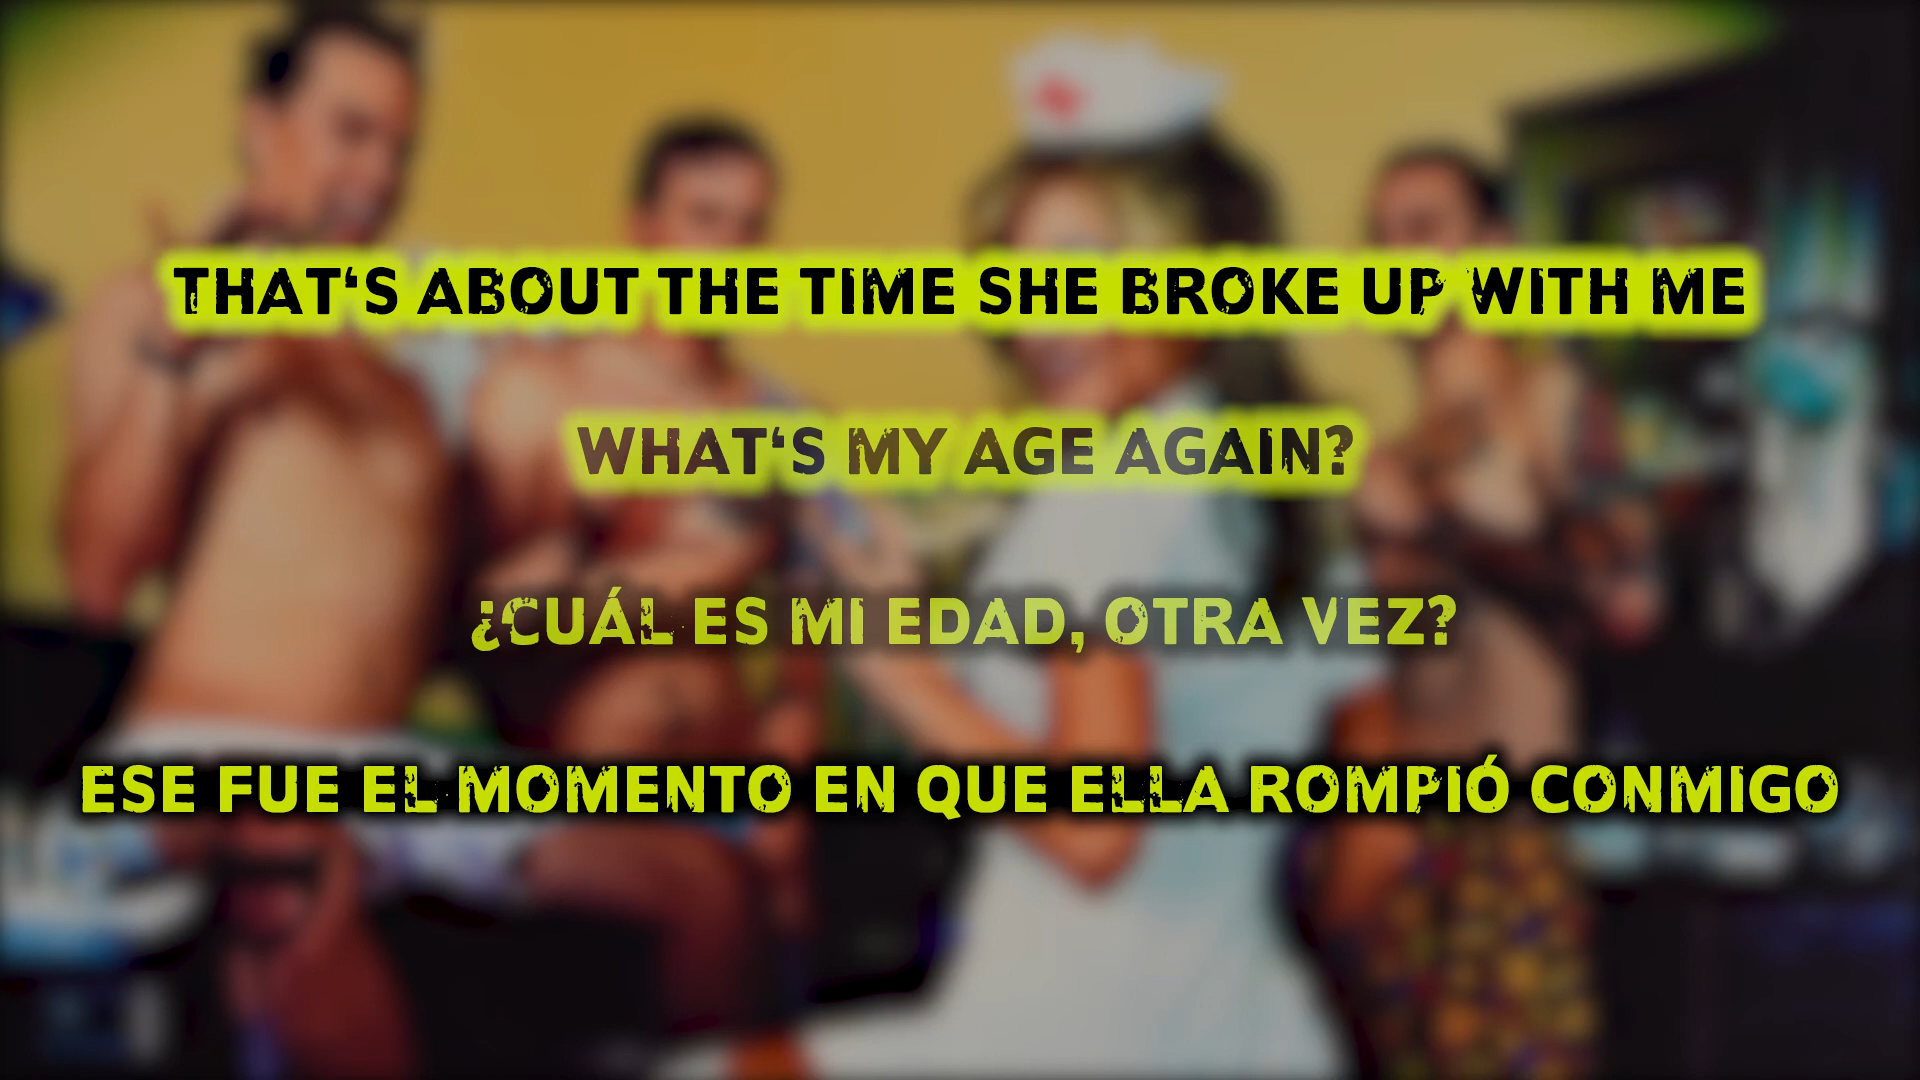 THAT‘S ABOUT THE TIME SHE BROKE UP WITH ME
WHAT‘S MY AGE AGAIN?
¿CUÁL ES MI EDAD, OTRA VEZ?
ESE FUE EL MOMENTO EN QUE ELLA ROMPIÓ CONMIGO